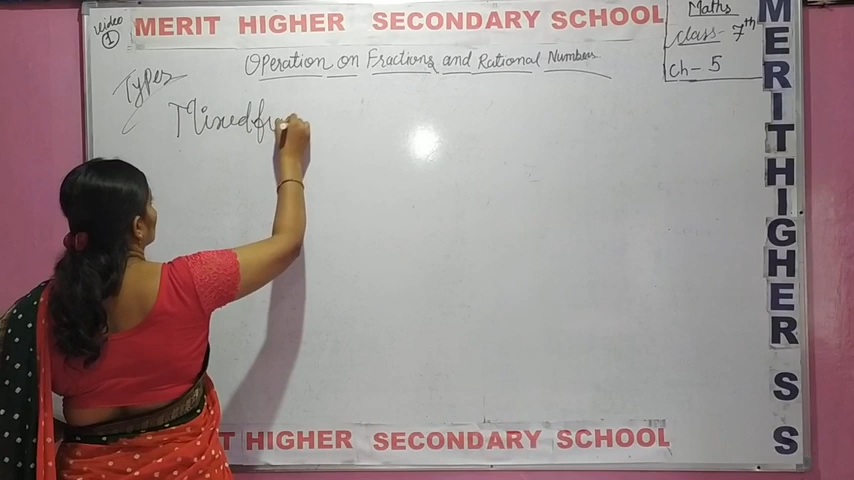 Video
1
MERIT HIGHER SECONDARY SCHOOL
Maths
Class- 7th
Ch- 5
Operation on Fractions and Rational Numbers
Types
Mixed
MERIT HIGHER S S
T HIGHER SECONDARY SCHOOL